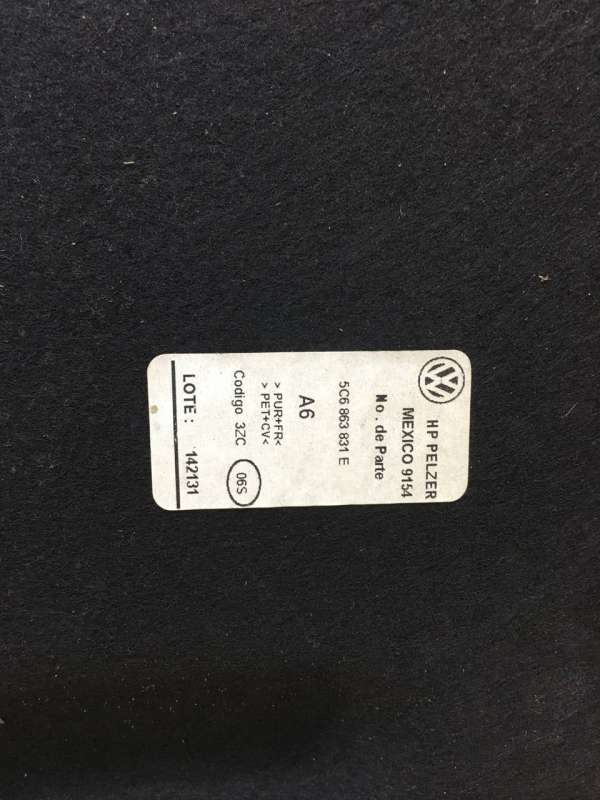 HP PELZER
MEXICO 9154
No. de Parte
5C6 863 831 E
A6
> PUR+FR<
> PET+CV<
Codigo 3ZC
06S
LOTE: 142131